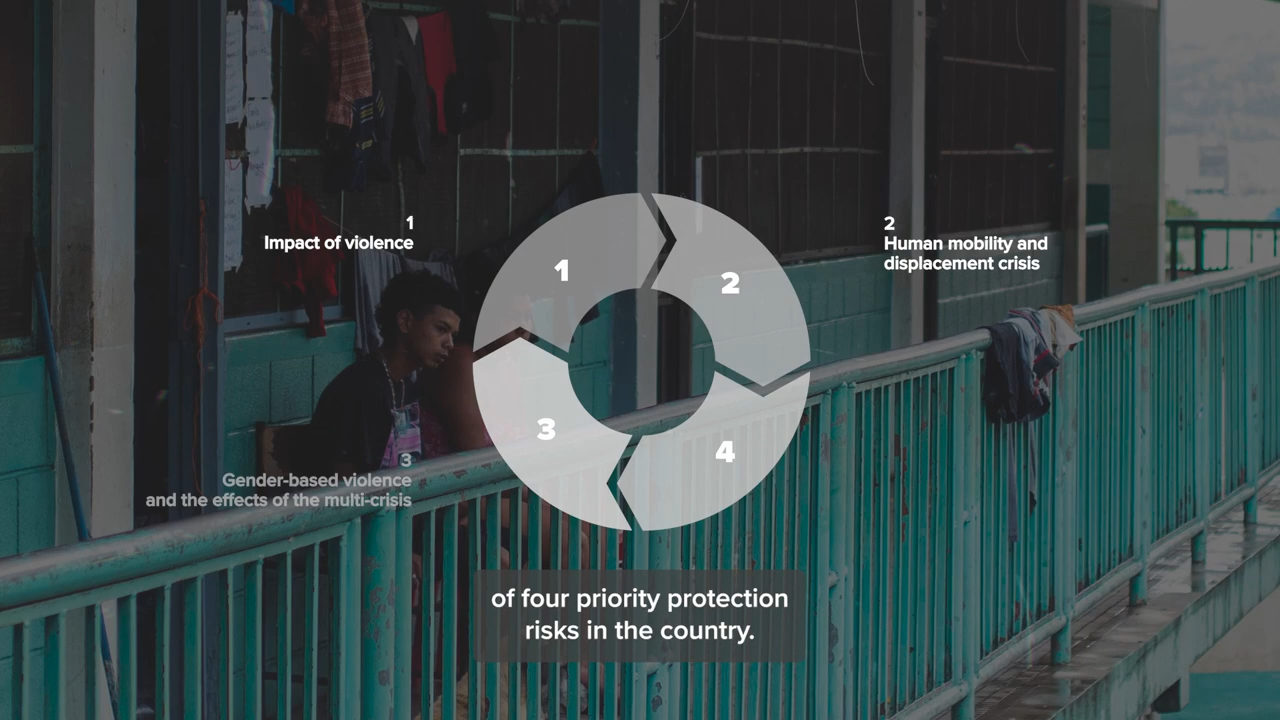 1
Impact of violence
2
Human mobility and
displacement crisis
1
2
3
4
3
Gender-based violence
and the effects of the multi-crisis
of four priority protection
risks in the country.